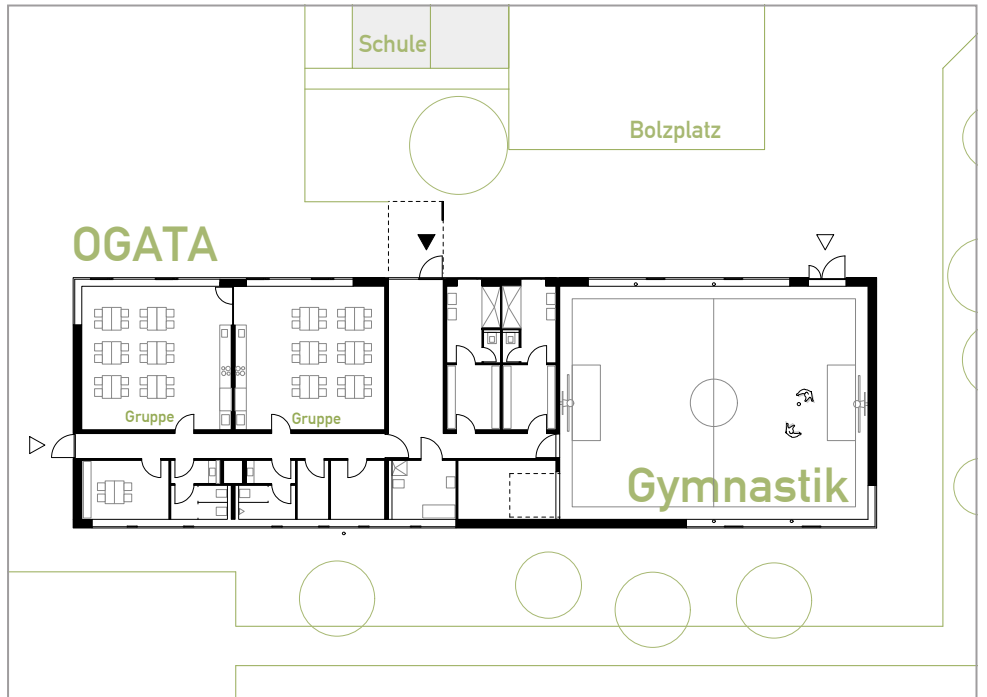 Schule
Bolzplatz
OGATA
Gruppe
Gruppe
Gymnastik